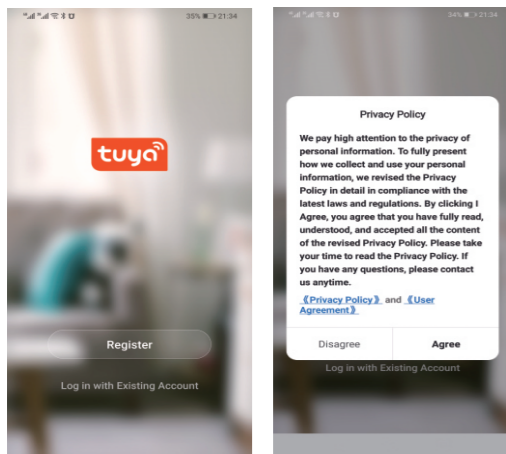 35% 21:34
tuya
Register
Log in with Existing Account
34% 21:34
Privacy Policy
We pay high attention to the privacy of
personal information. To fully present
how we collect and use your personal
information, we revised the Privacy
Policy in detail in compliance with the
latest laws and regulations. By clicking I
Agree, you agree that you have fully read,
understood, and accepted all the content
of the revised Privacy Policy. Please take
your time to read the Privacy Policy. If
you have any questions, please contact
us anytime.
《Privacy Policy》 and 《User
Agreement》
Disagree Agree
Log in with Existing Account